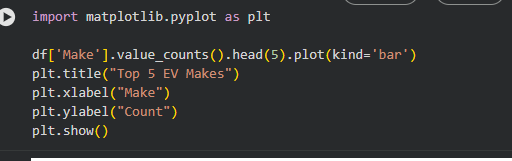 import matplotlib.pyplot as plt
df['Make'].value_counts().head(5).plot(kind='bar')
plt.title("Top 5 EV Makes")
plt.xlabel("Make")
plt.ylabel("Count")
plt.show()